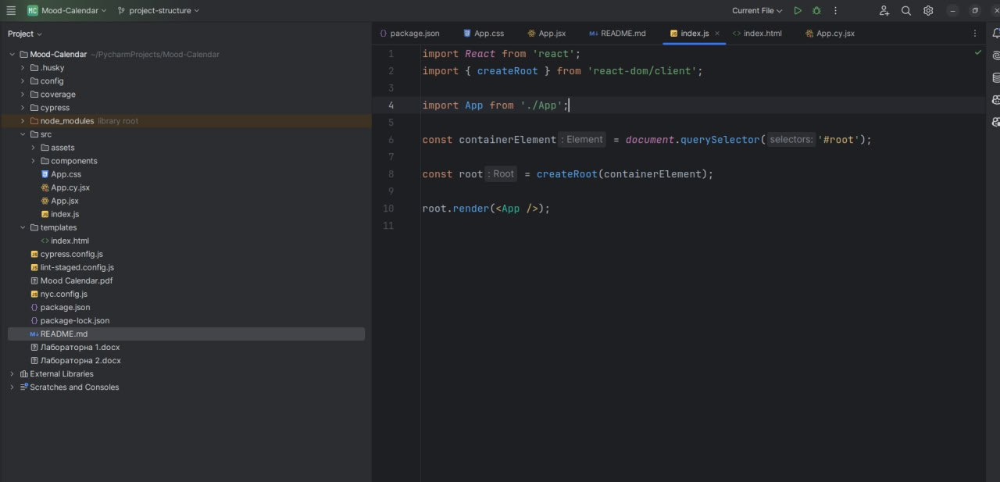 MC Mood-Calendar project-structure Current File
Project
package.json App.css App.jsx README.md index.js index.html App.cy.jsx
Mood-Calendar ~/PycharmProjects/Mood-Calendar
.husky
config
coverage
cypress
node_modules library root
src
assets
components
App.css
App.cy.jsx
App.jsx
index.js
templates
index.html
cypress.config.js
lint-staged.config.js
Mood Calendar.pdf
nyc.config.js
package.json
package-lock.json
README.md
Лабораторна 1.docx
Лабораторна 2.docx
External Libraries
Scratches and Consoles
1 import React from 'react';
2 import { createRoot } from 'react-dom/client';
3
4 import App from './App';
5
6 const containerElement : Element = document.querySelector( selectors: '#root');
7
8 const root : Root = createRoot(containerElement);
9
10 root.render(<App />);
11